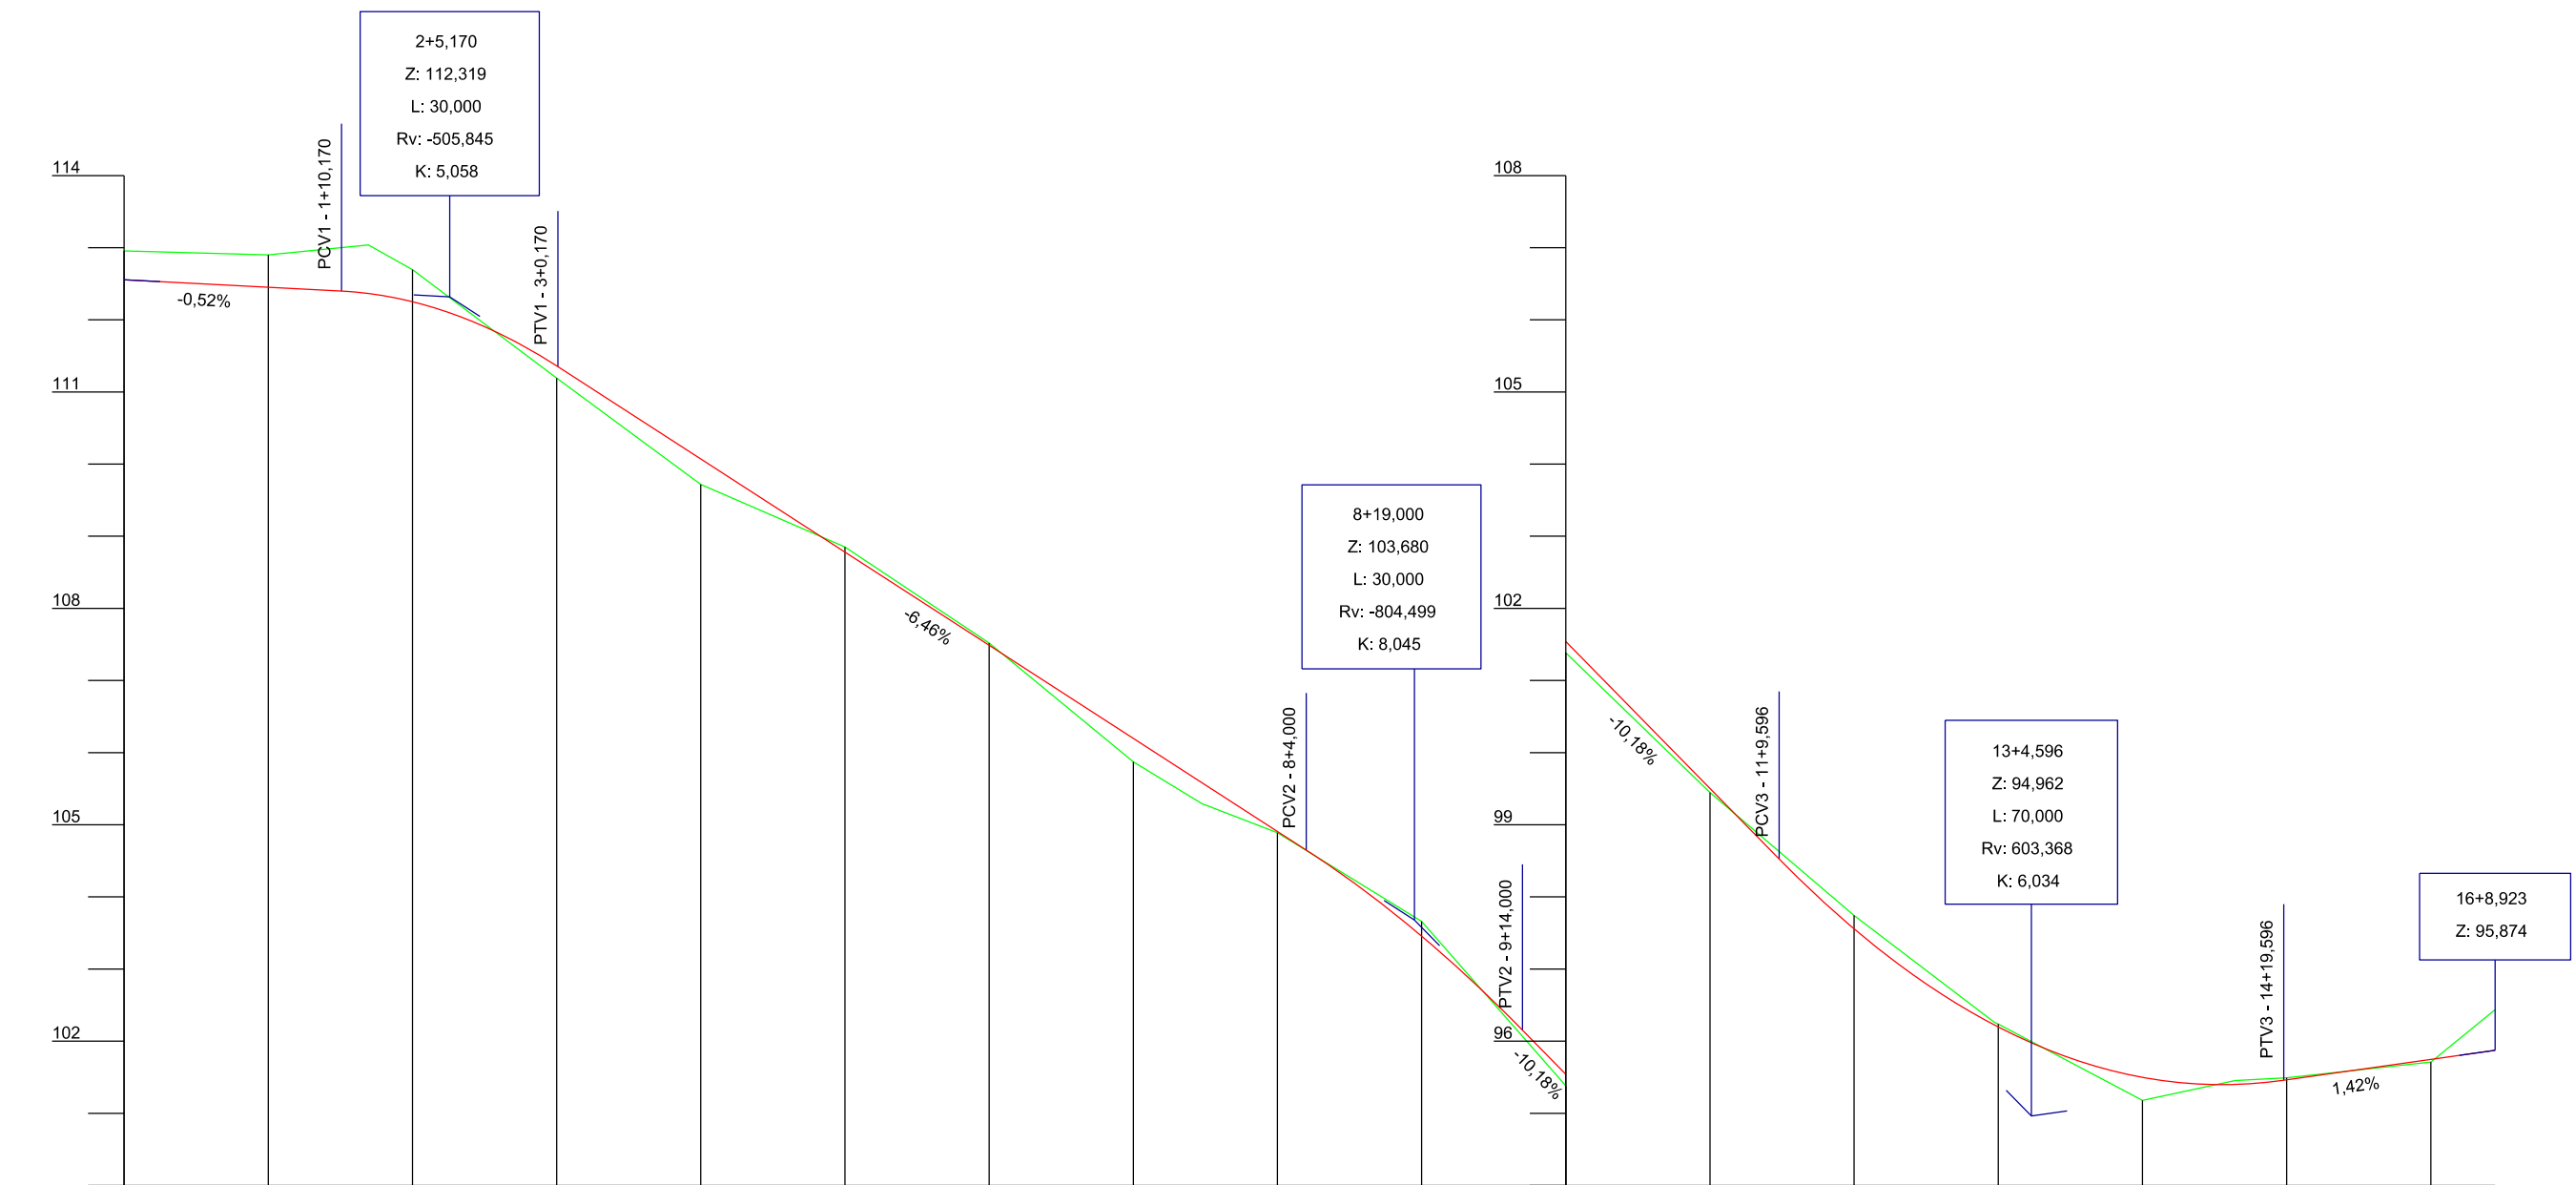 2+5,170
Z: 112,319
L: 30,000
Rv: -505,845
K: 5,058
PCV1 - 1+10,170
PTV1 - 3+0,170
114
111
108
105
102
-0,52%
-6,46%
8+19,000
Z: 103,680
L: 30,000
Rv: -804,499
K: 8,045
PCV2 - 8+4,000
PTV2 - 9+14,000
-10,18%
108
105
102
99
96
-10,18%
PCV3 - 11+9,596
13+4,596
Z: 94,962
L: 70,000
Rv: 603,368
K: 6,034
PTV3 - 14+19,596
1,42%
16+8,923
Z: 95,874